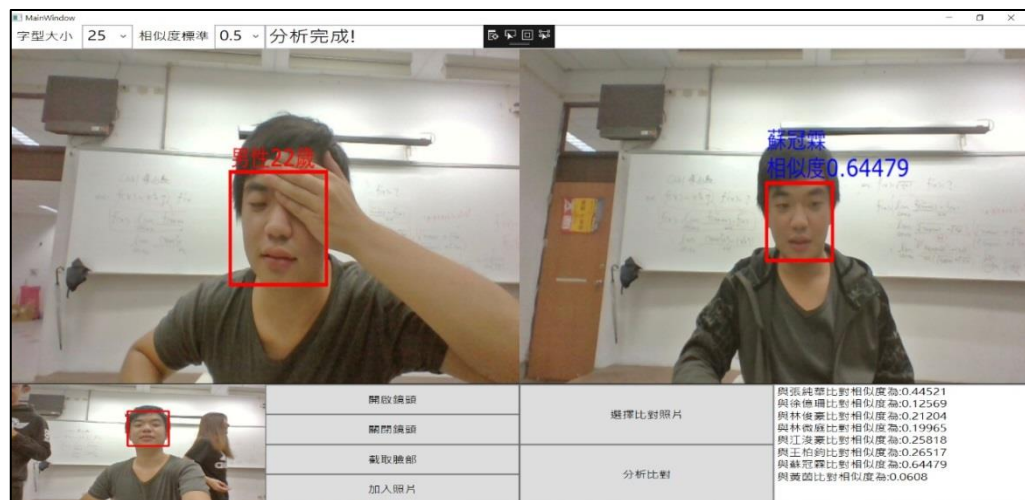 MainWindow
字型大小 25 相似度標準 0.5 分析完成!
男性22歲
蘇冠霖
相似度0.64479
開啟鏡頭
關閉鏡頭
截取臉部
加入照片
選擇比對照片
分析比對
與張純華比對相似度為:0.44521
與徐億珊比對相似度為:0.12569
與林俊豪比對相似度為:0.21204
與林微庭比對相似度為:0.19965
與江浚豪比對相似度為:0.25818
與王柏鈞比對相似度為:0.26517
與蘇冠霖比對相似度為:0.64479
與黃茵比對相似度為:0.0608